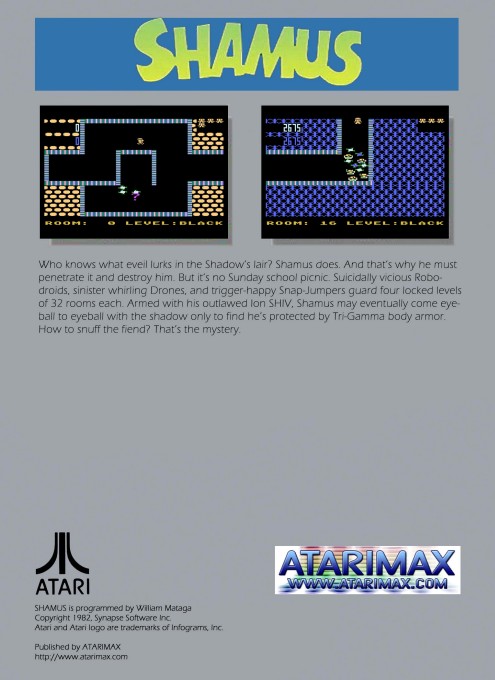 SHAMUS
0
0
ROOM: 0 LEVEL:BLACK
2675
2675
ROOM: 16 LEVEL:BLACK
Who knows what eveil lurks in the Shadow's lair? Shamus does. And that's why he must
penetrate it and destroy him. But it's no Sunday school picnic. Suicidally vicious Robo-
droids, sinister whirling Drones, and trigger-happy Snap-Jumpers guard four locked levels
of 32 rooms each. Armed with his outlawed Ion SHIV, Shamus may eventually come eye-
ball to eyeball with the shadow only to find he's protected by Tri-Gamma body armor.
How to snuff the fiend? That's the mystery.
ATARI
ATARIMAX
WWW.ATARIMAX.COM
SHAMUS is programmed by William Mataga
Copyright 1982, Synapse Software Inc.
Atari and Atari logo are trademarks of Infograms, Inc.
Published by ATARIMAX
http://www.atarimax.com